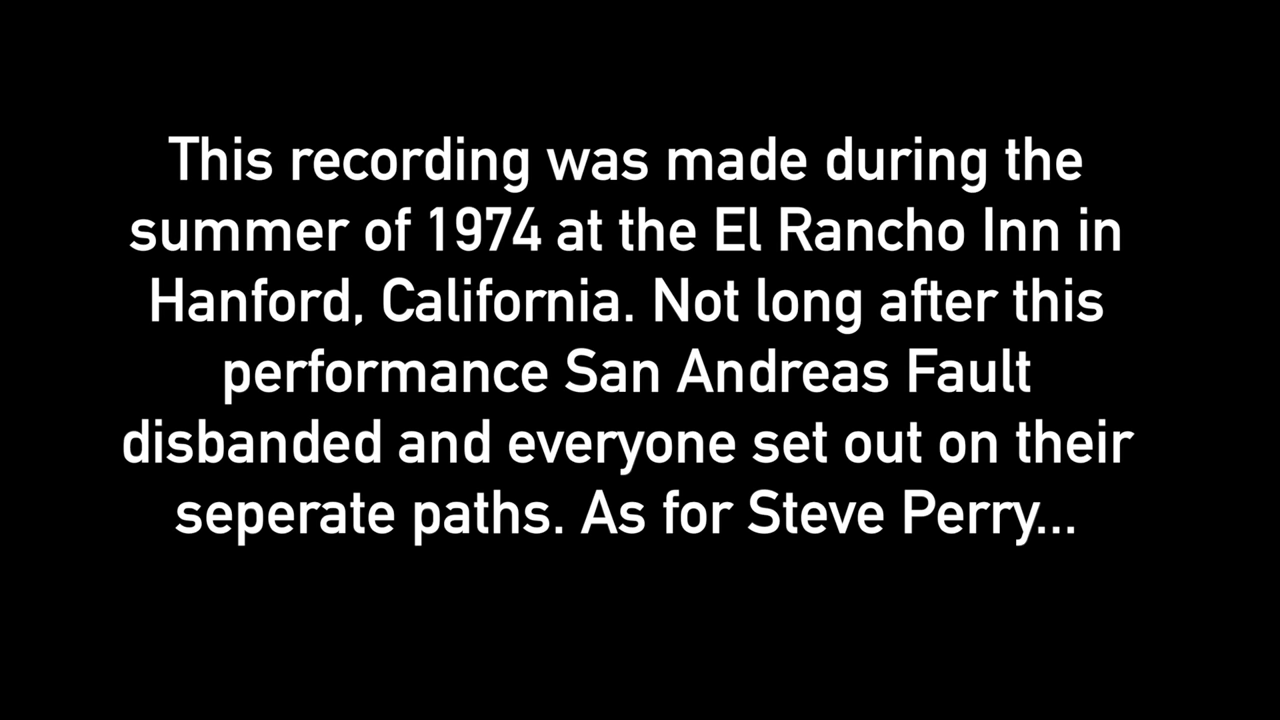 This recording was made during the
summer of 1974 at the El Rancho Inn in
Hanford, California. Not long after this
performance San Andreas Fault
disbanded and everyone set out on their
seperate paths. As for Steve Perry...